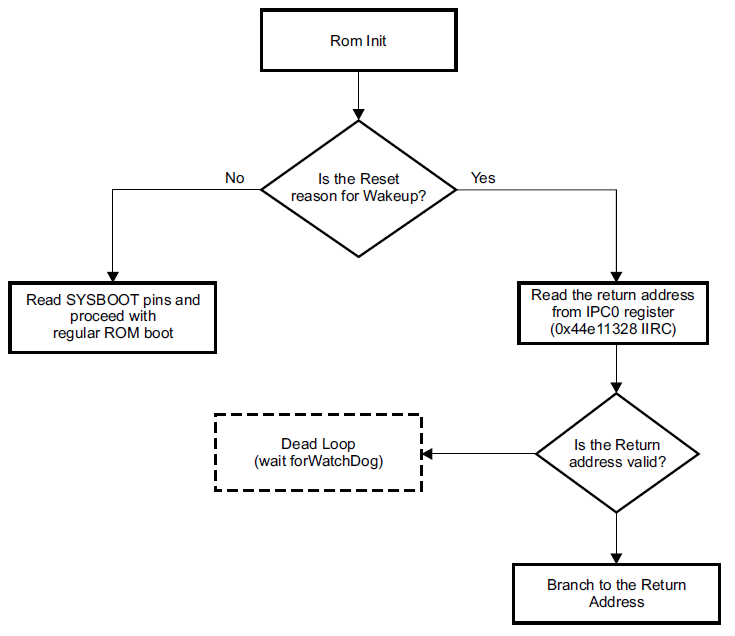 Rom Init
Is the Reset
reason for Wakeup?
No
Yes
Read SYSBOOT pins and
proceed with
regular ROM boot
Read the return address
from IPC0 register
(0x44e11328 IIRC)
Dead Loop
(wait forWatchDog)
Is the Return
address valid?
Branch to the Return
Address